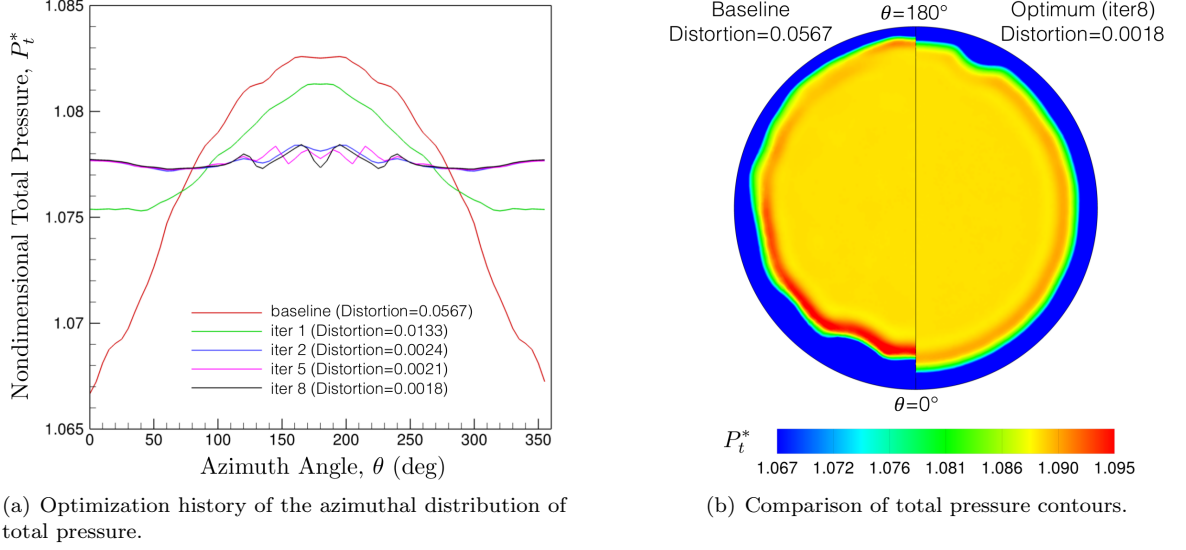 1.085
1.08
1.075
1.07
1.065
Nondimensional Total Pressure, P_t^*
baseline (Distortion=0.0567)
iter 1 (Distortion=0.0133)
iter 2 (Distortion=0.0024)
iter 5 (Distortion=0.0021)
iter 8 (Distortion=0.0018)
0 50 100 150 200 250 300 350
Azimuth Angle, θ (deg)
(a) Optimization history of the azimuthal distribution of
total pressure.
Baseline
Distortion=0.0567
θ=180°
Optimum (iter8)
Distortion=0.0018
θ=0°
P_t^*
1.067 1.072 1.076 1.081 1.086 1.090 1.095
(b) Comparison of total pressure contours.